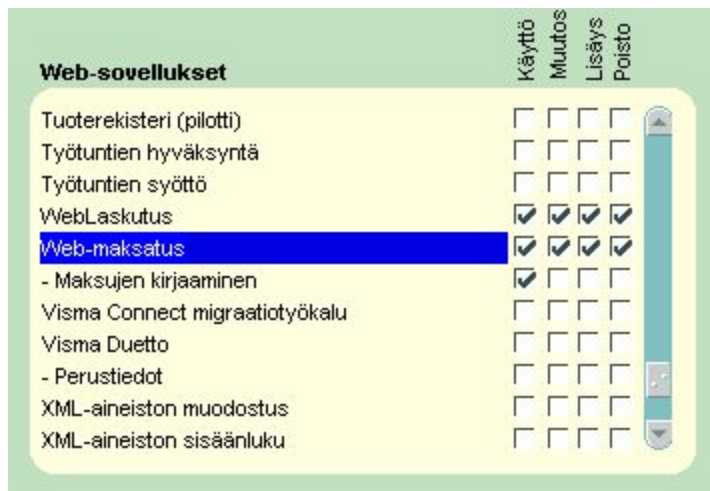 Web-sovellukset Käyttö Muutos Lisäys Poisto
Tuoterekisteri (pilotti)
Työtuntien hyväksyntä
Työtuntien syöttö
WebLaskutus
Web-maksatus
- Maksujen kirjaaminen
Visma Connect migraatiotyökalu
Visma Duetto
- Perustiedot
XML-aineiston muodostus
XML-aineiston sisäänluku